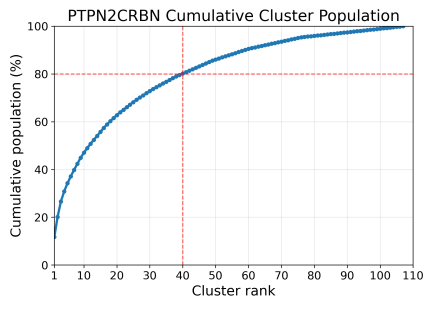 PTPN2CRBN Cumulative Cluster Population
100
80
60
40
20
0
Cumulative population (%)
1 10 20 30 40 50 60 70 80 90 100 110
Cluster rank